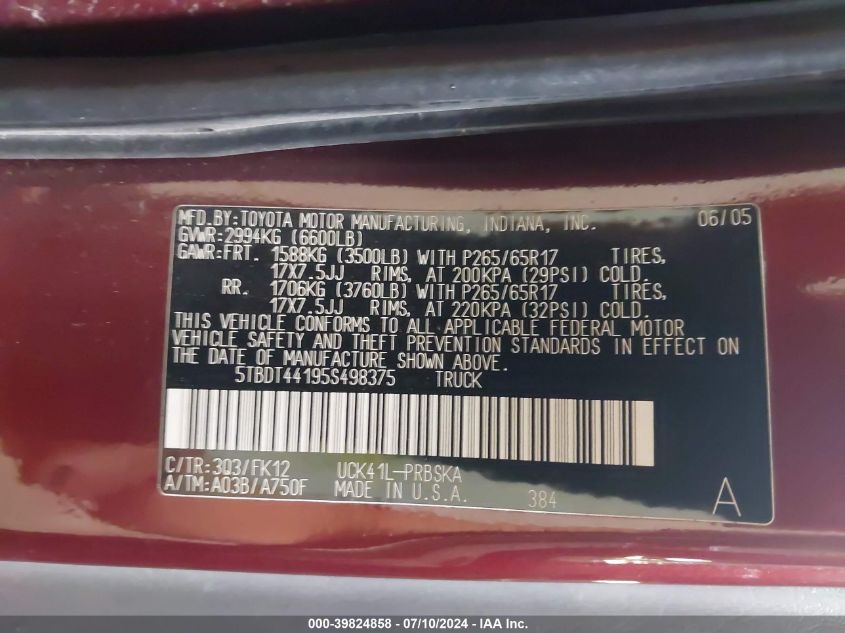 MFD.BY:TOYOTA MOTOR MANUFACTURING, INDIANA, INC. 06/05
GVWR:2994KG (6600LB)
GAWR:FRT. 1588KG (3500LB) WITH P265/65R17 TIRES,
17X7.5JJ RIMS, AT 200KPA (29PSI) COLD.
RR. 1706KG (3760LB) WITH P265/65R17 TIRES,
17X7.5JJ RIMS, AT 220KPA (32PSI) COLD.
THIS VEHICLE CONFORMS TO ALL APPLICABLE FEDERAL MOTOR
VEHICLE SAFETY AND THEFT PREVENTION STANDARDS IN EFFECT ON
THE DATE OF MANUFACTURE SHOWN ABOVE.
5TBDT44195S498375 TRUCK
C/TR:3Q3/FK12 UCK41L-PRBSKA
A/TM:A03B/A750F MADE IN U.S.A. 384 A
000-39824858 - 07/10/2024 - IAA Inc.